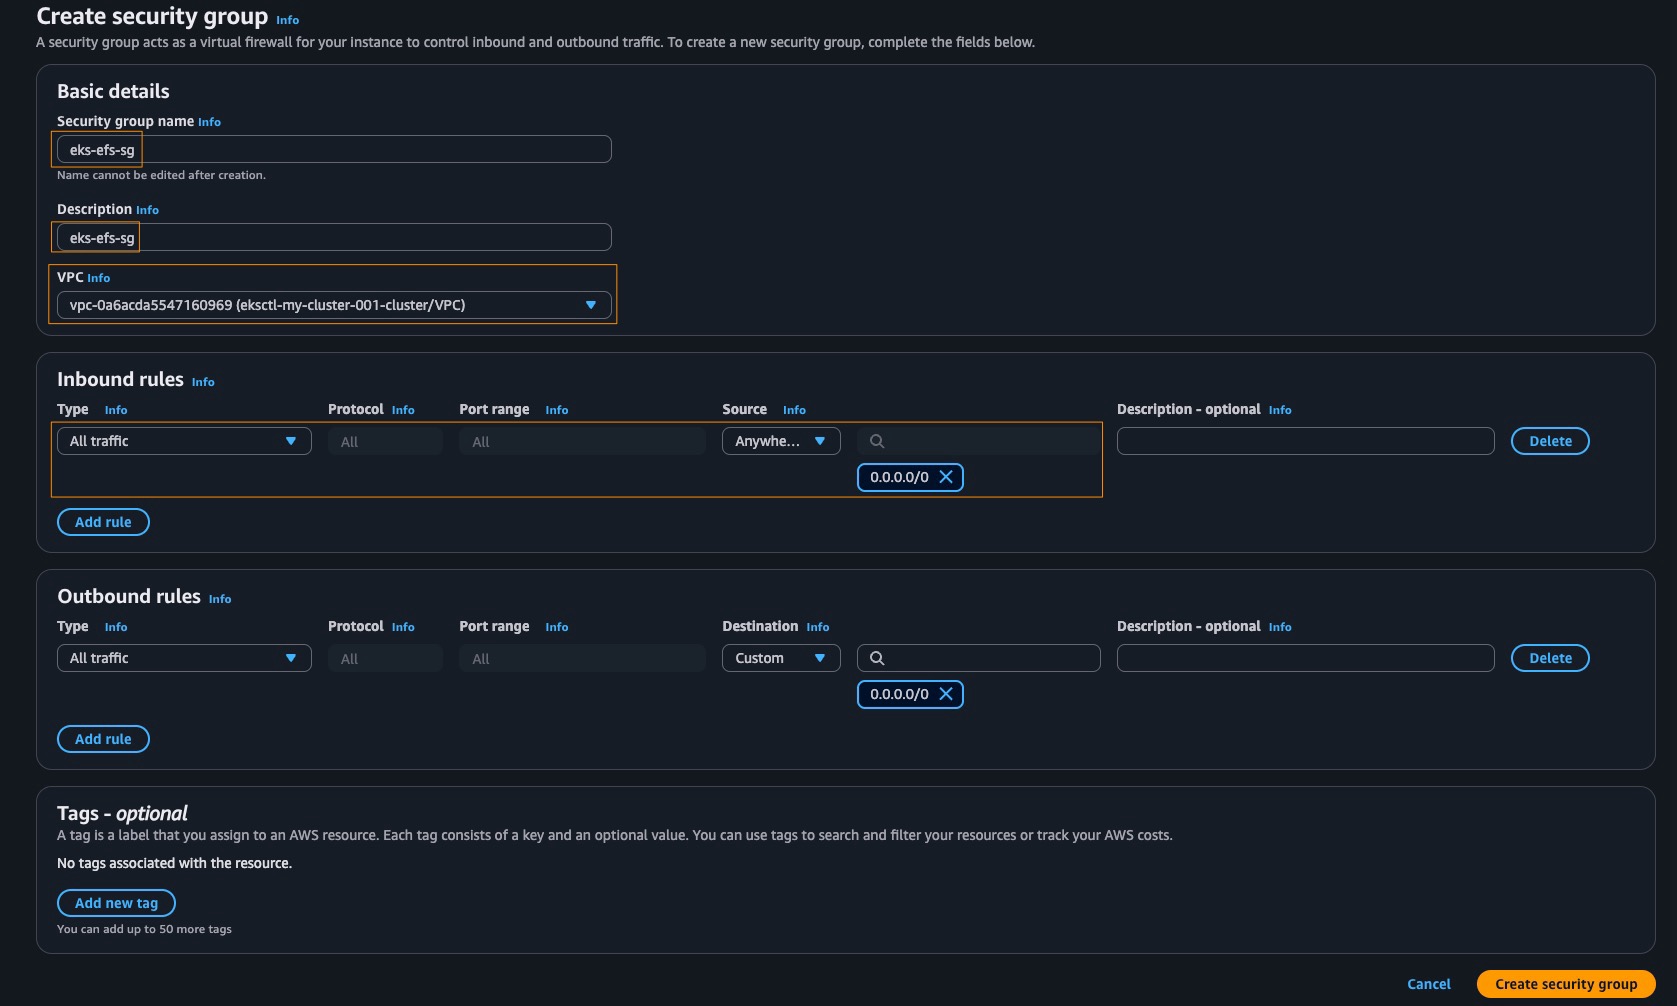 Create security group Info
A security group acts as a virtual firewall for your instance to control inbound and outbound traffic. To create a new security group, complete the fields below.
Basic details
Security group name Info
eks-efs-sg
Name cannot be edited after creation.
Description Info
eks-efs-sg
VPC Info
vpc-0a6acda5547160969 (eksctl-my-cluster-001-cluster/VPC)
Inbound rules Info
Type Info Protocol Info Port range Info Source Info Description - optional Info
All traffic All All Anywhe... Delete
0.0.0.0/0
Add rule
Outbound rules Info
Type Info Protocol Info Port range Info Destination Info Description - optional Info
All traffic All All Custom Delete
0.0.0.0/0
Add rule
Tags - optional
A tag is a label that you assign to an AWS resource. Each tag consists of a key and an optional value. You can use tags to search and filter your resources or track your AWS costs.
No tags associated with the resource.
Add new tag
You can add up to 50 more tags
Cancel Create security group